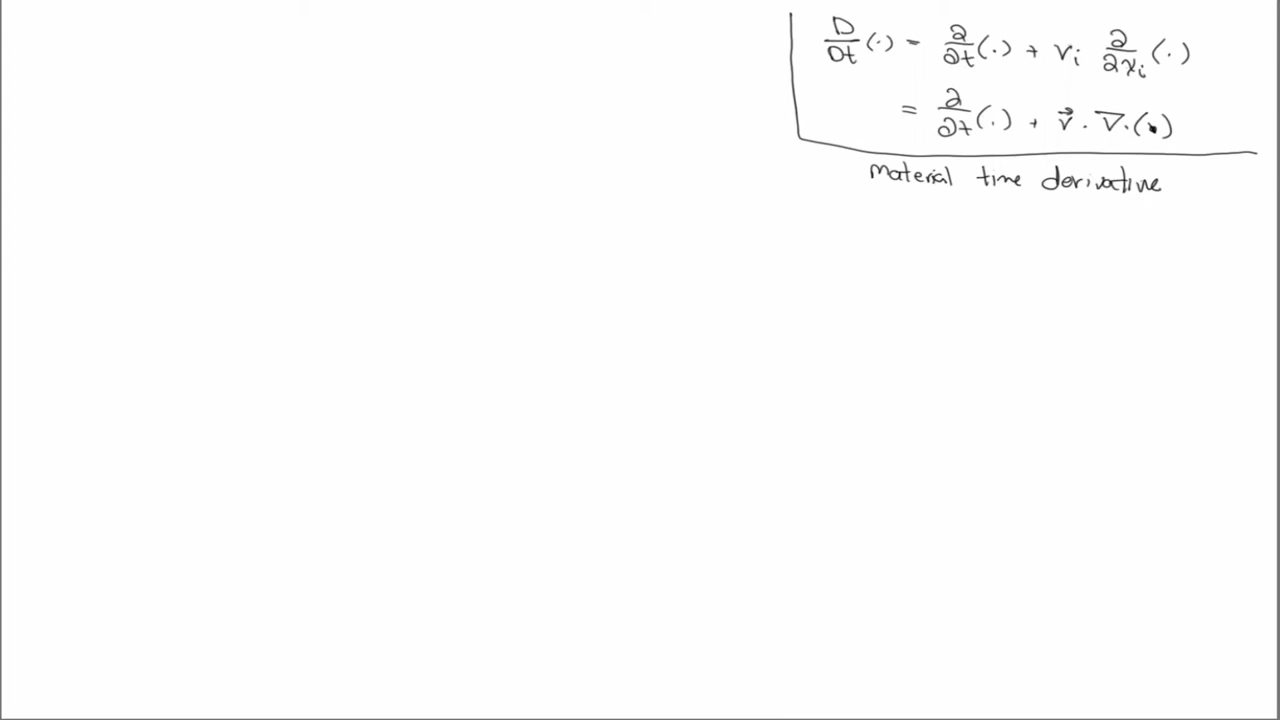 D/Dt (·) = ∂/∂t (·) + vᵢ ∂/∂xᵢ (·)
= ∂/∂t (·) + v⃗ · ∇·(·)
material time derivative